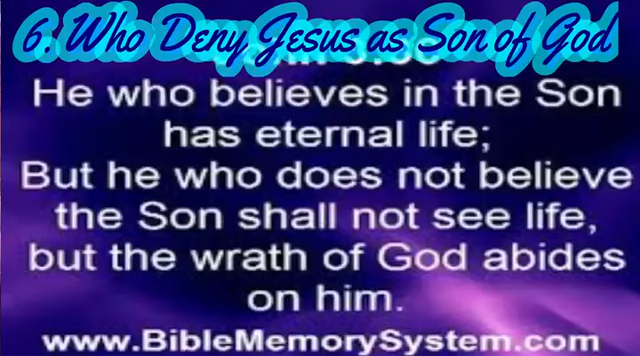 6. Who Deny Jesus as Son of God
He who believes in the Son
has eternal life;
But he who does not believe
the Son shall not see life,
but the wrath of God abides
on him.
www.BibleMemorySystem.com